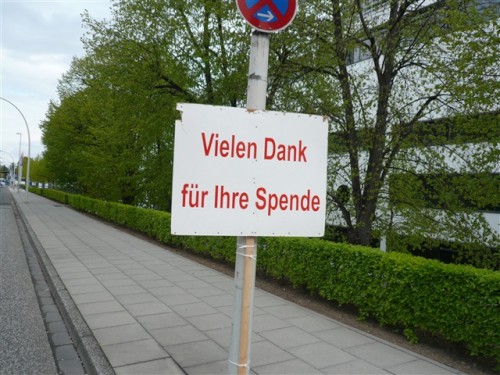 Vielen Dank
für Ihre Spende